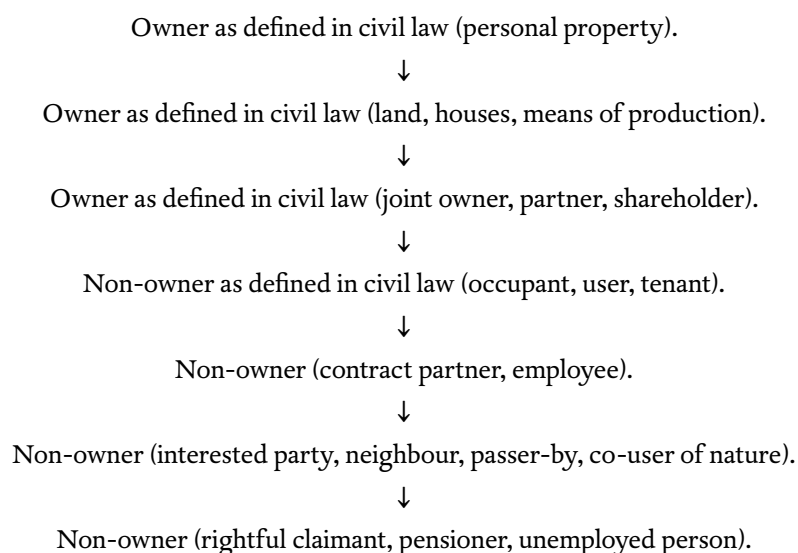 Owner as defined in civil law (personal property).
↓
Owner as defined in civil law (land, houses, means of production).
↓
Owner as defined in civil law (joint owner, partner, shareholder).
↓
Non-owner as defined in civil law (occupant, user, tenant).
↓
Non-owner (contract partner, employee).
↓
Non-owner (interested party, neighbour, passer-by, co-user of nature).
↓
Non-owner (rightful claimant, pensioner, unemployed person).